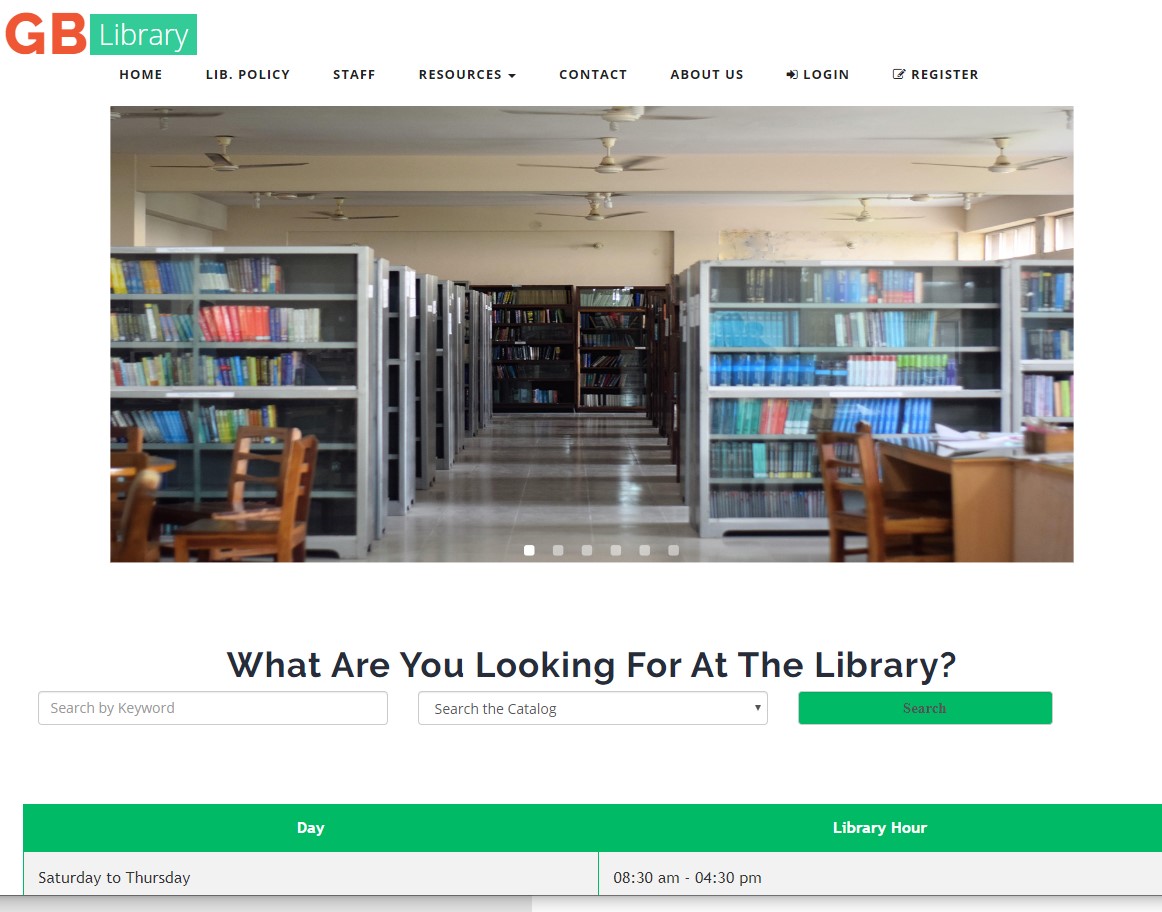 GB Library
HOME LIB. POLICY STAFF RESOURCES CONTACT ABOUT US LOGIN REGISTER
What Are You Looking For At The Library?
Search by Keyword Search the Catalog Search
Day Library Hour
Saturday to Thursday 08:30 am - 04:30 pm